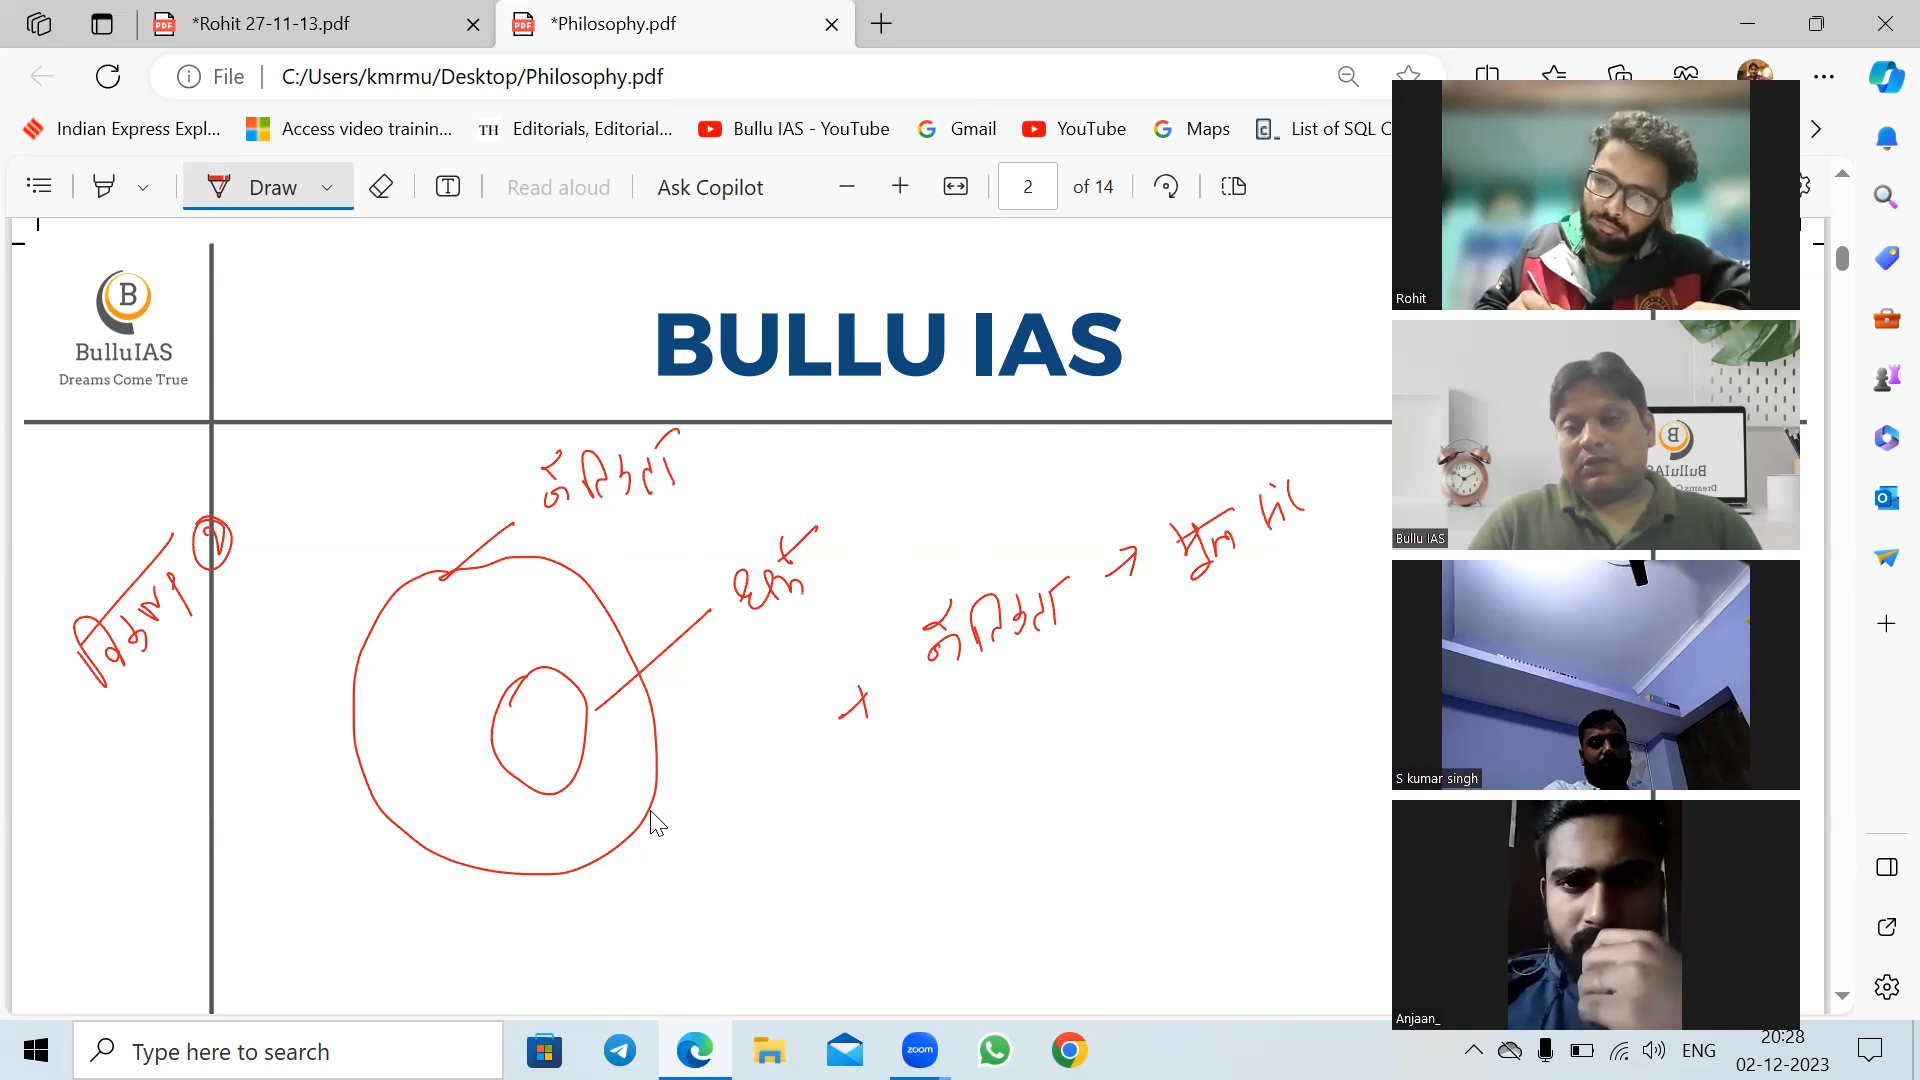 *Rohit 27-11-13.pdf
*Philosophy.pdf
File
C:/Users/kmrmu/Desktop/Philosophy.pdf
Indian Express Expl...
Access video trainin...
TH
Editorials, Editorial...
Bullu IAS - YouTube
Gmail
YouTube
Maps
List of SQL C
Draw
Read aloud
Ask Copilot
2
of 14
B
BulluIAS
Dreams Come True
BULLU IAS
Rohit
Bullu IAS
S kumar singh
Anjaan_
Type here to search
zoom
ENG
20:28
02-12-2023